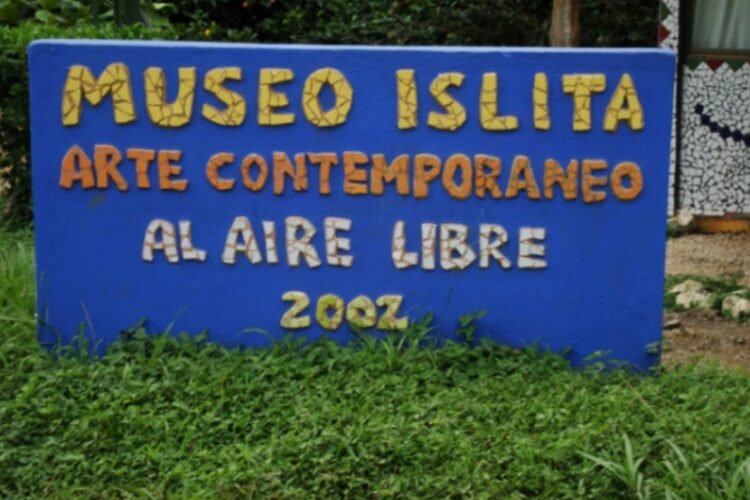 MUSEO ISLITA
ARTE CONTEMPORANEO
AL AIRE LIBRE
2002